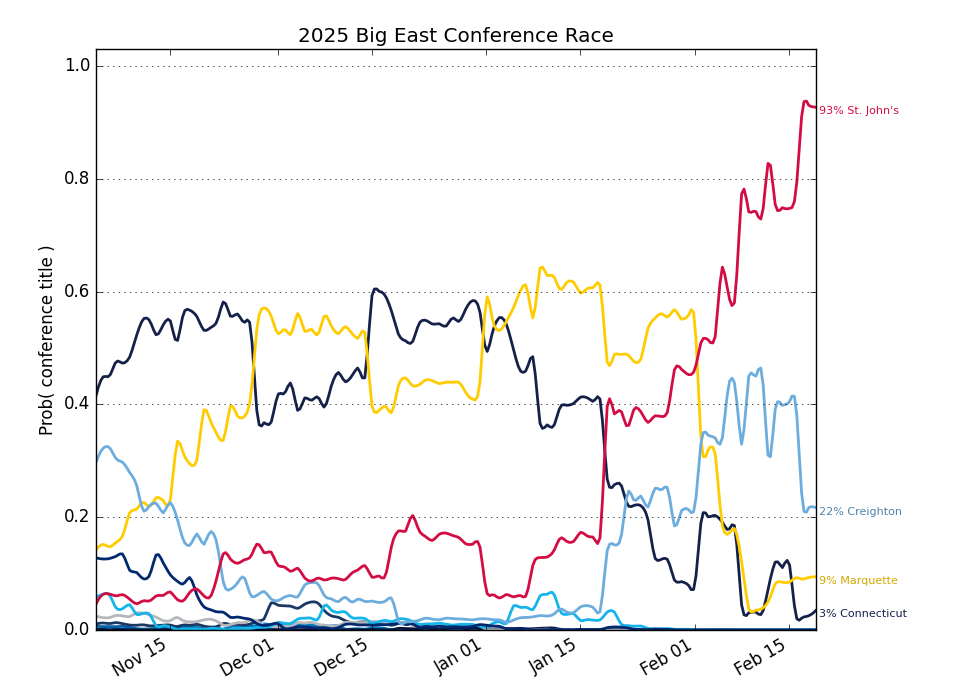 2025 Big East Conference Race
Prob( conference title )
1.0
0.8
0.6
0.4
0.2
0.0
93% St. John's
22% Creighton
9% Marquette
3% Connecticut
Nov 15
Dec 01
Dec 15
Jan 01
Jan 15
Feb 01
Feb 15